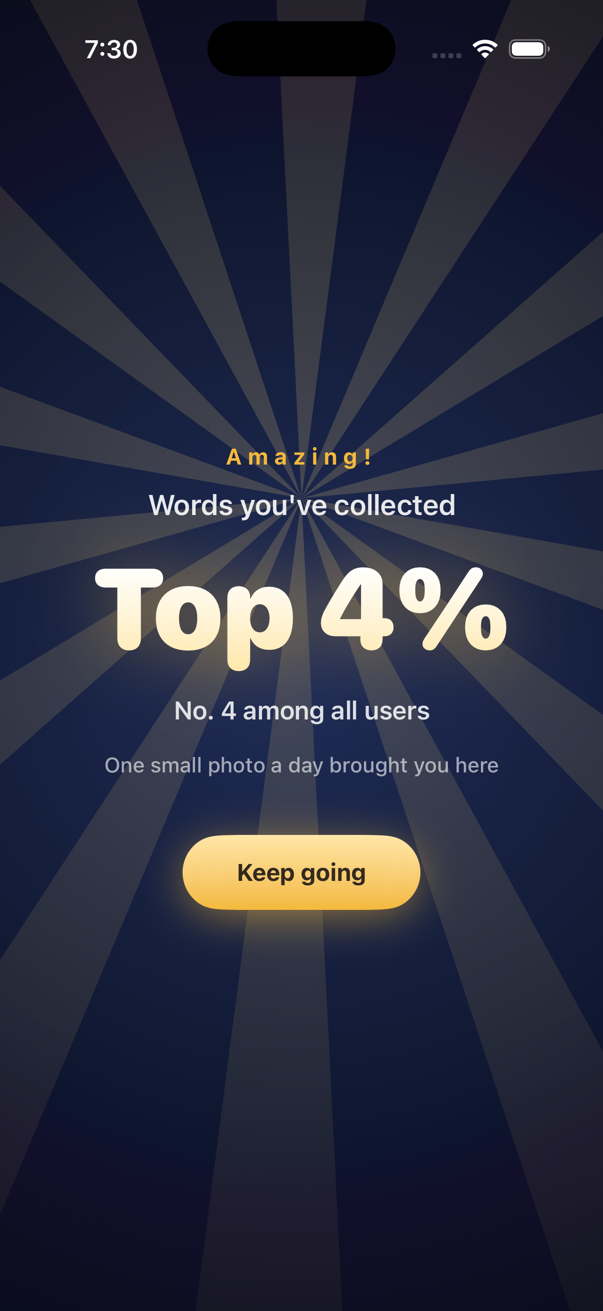 7:30
Amazing!
Words you've collected
Top 4%
No. 4 among all users
One small photo a day brought you here
Keep going